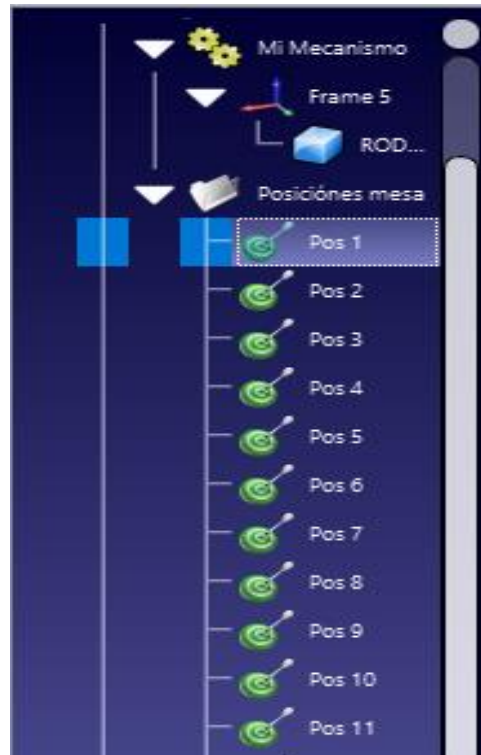 Mi Mecanismo
Frame 5
ROD...
Posiciónes mesa
Pos 1
Pos 2
Pos 3
Pos 4
Pos 5
Pos 6
Pos 7
Pos 8
Pos 9
Pos 10
Pos 11